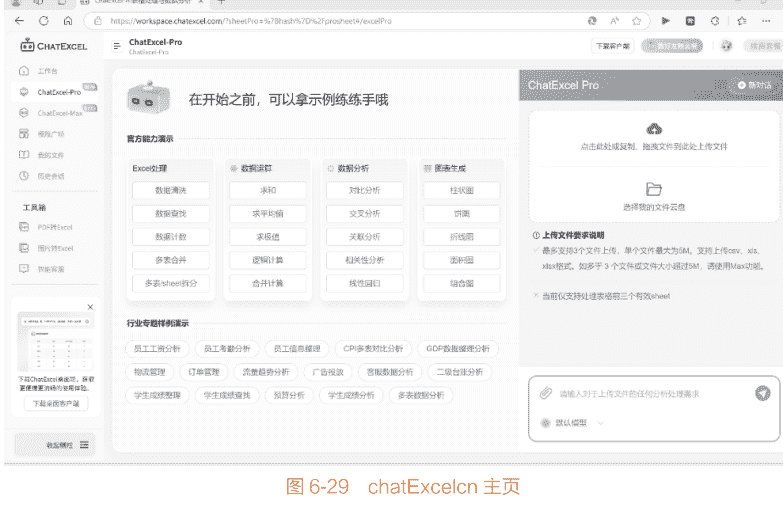 https://workspace.chatexcel.com/?sheetPro=%7Bhash%7D%2Fprosheet4/excelPro
CHATEXCEL
ChatExcel-Pro
ChatExcel-Pro
下载客户端
工作台
ChatExcel-Pro
ChatExcel-Max
模板广场
我的文件
历史会话
工具箱
PDF转Excel
图片转Excel
智能客服
下载ChatExcel桌面端，获取
更便捷更流畅的使用体验。
下载桌面客户端
收起侧栏
在开始之前，可以拿示例练练手哦
官方能力演示
Excel处理
数据清洗
数据查找
数据计数
多表合并
多表/sheet拆分
数据运算
求和
求平均值
求极值
逻辑计算
合并计算
数据分析
对比分析
交叉分析
关联分析
相关性分析
线性回归
图表生成
柱状图
饼图
折线图
面积图
组合图
行业专题样例演示
员工工资分析
员工考勤分析
员工信息整理
CPI多表对比分析
GDP数据整理分析
物流管理
订单管理
流量趋势分析
广告投放
客服数据分析
二级台账分析
学生成绩整理
学生成绩查找
预算分析
学生成绩分析
多表数据分析
ChatExcel Pro
新对话
点击此处或复制、拖拽文件到此处上传文件
选择我的文件云盘
上传文件要求说明
最多支持3个文件上传，单个文件最大为5M。支持上传csv、xls、
xlsx格式。如多于 3 个文件或文件大小超过5M，请使用Max功能。
当前仅支持处理表格前三个有效sheet
请输入对于上传文件的任何分析处理需求
默认模型
图 6-29 chatExcelcn 主页